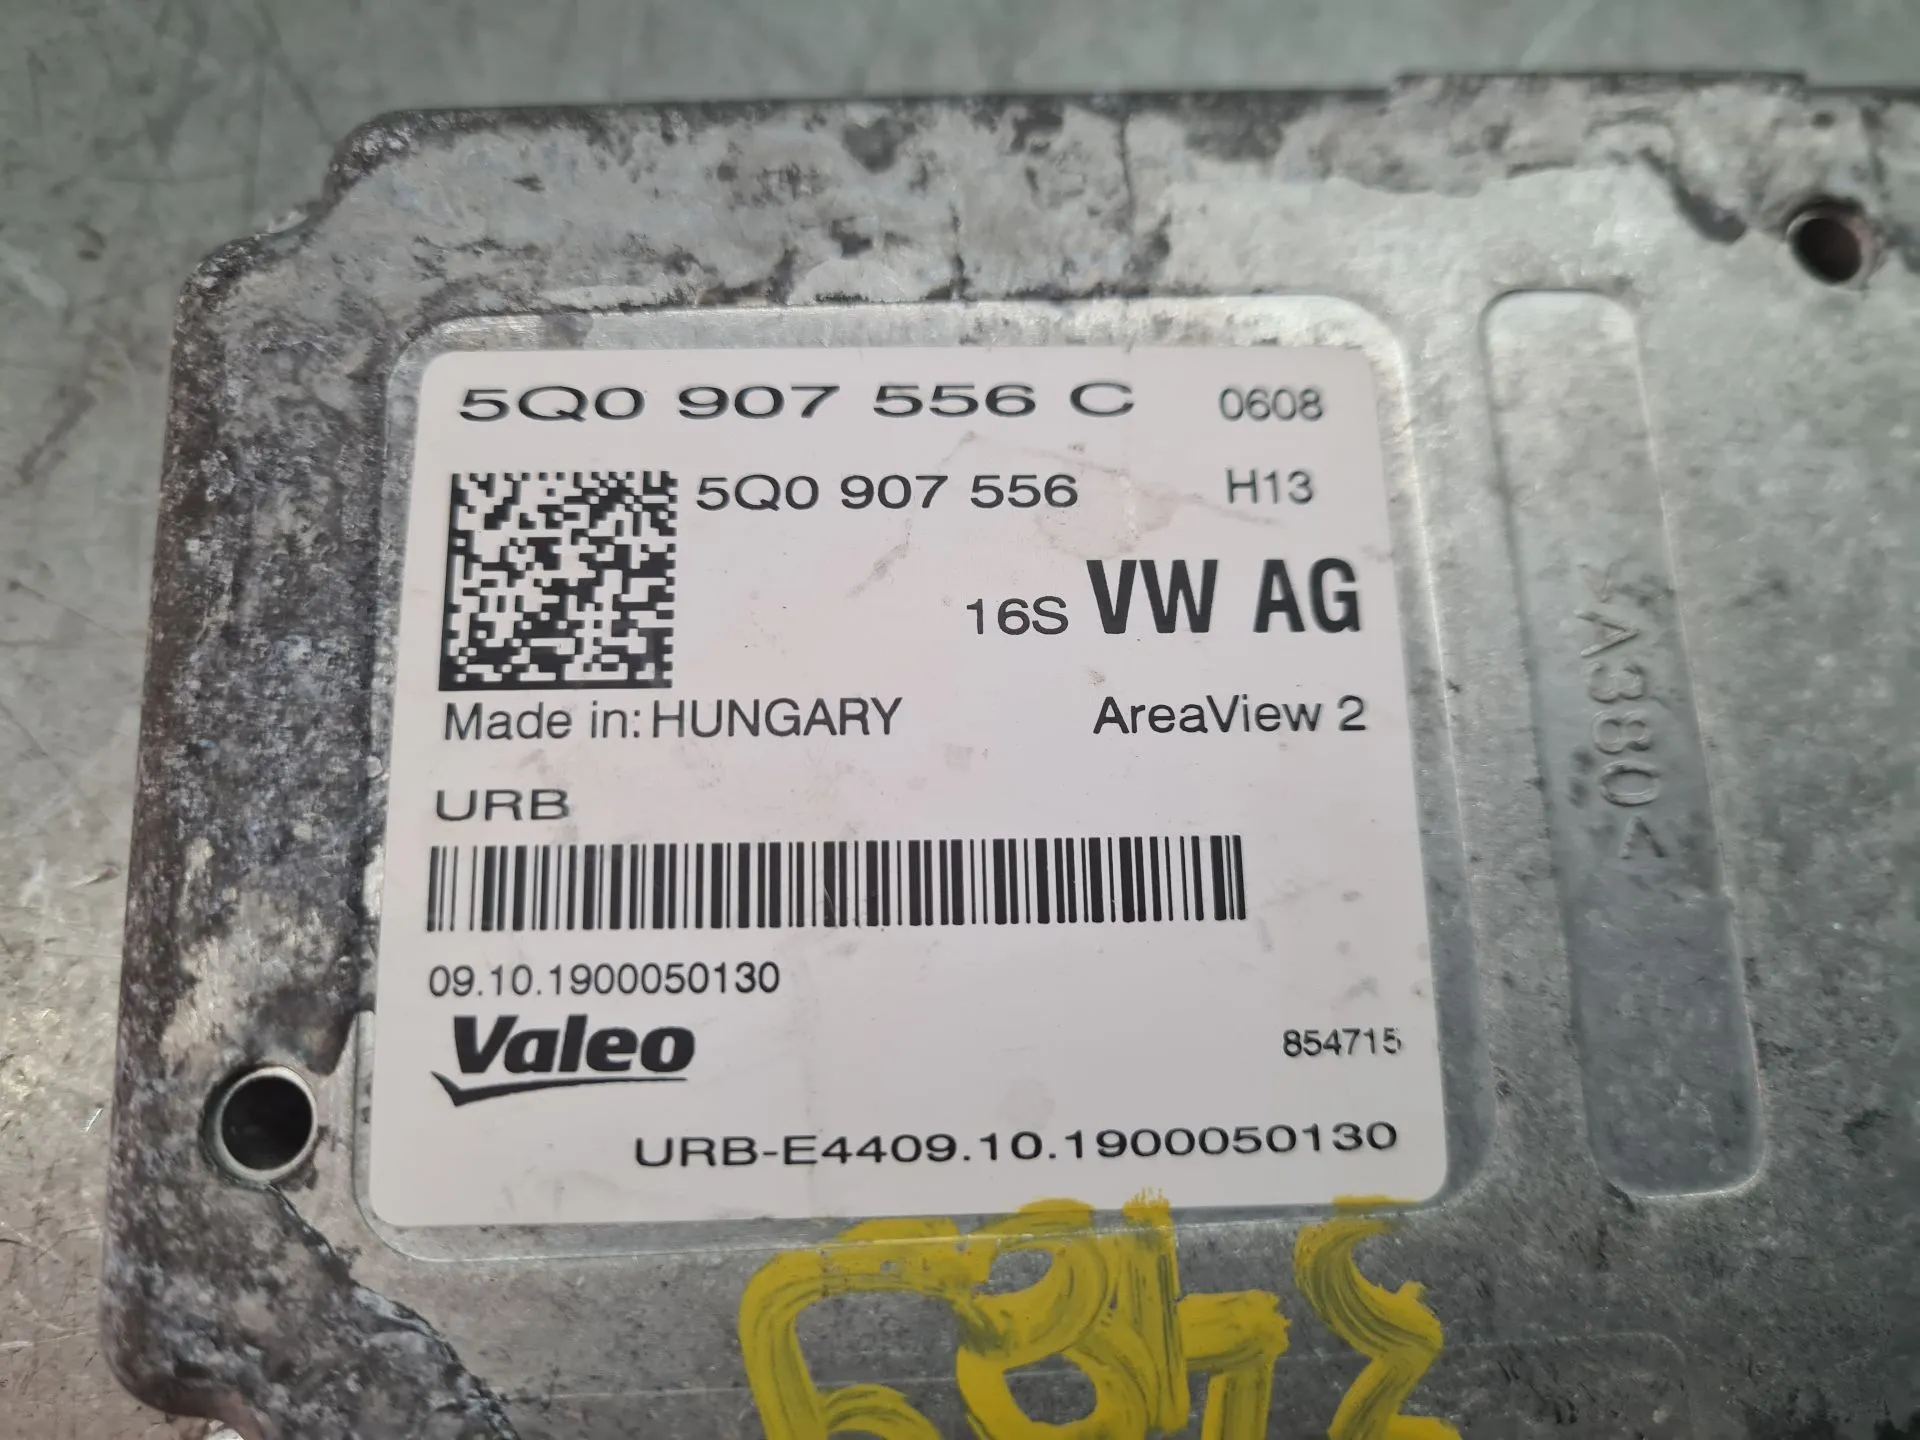 5Q0 907 556 C 0608
5Q0 907 556 H13
16S VW AG
Made in: HUNGARY AreaView 2
URB
09.10.1900050130
Valeo
854715
URB-E4409.10.1900050130
>A380<